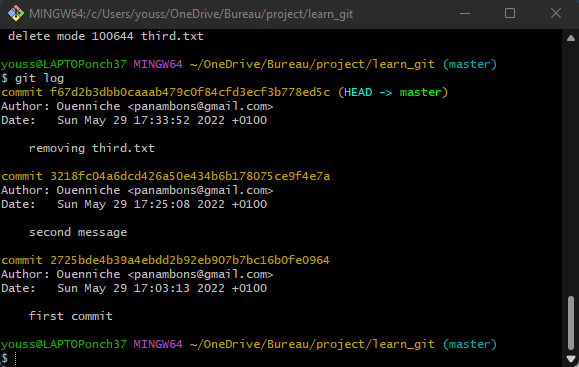 MINGW64:/c/Users/youss/OneDrive/Bureau/project/learn_git
delete mode 100644 third.txt
youss@LAPTOPonch37 MINGW64 ~/OneDrive/Bureau/project/learn_git (master)
$ git log
commit f67d2b3dbb0caaab479c0f84cfd3ecf3b778ed5c (HEAD -> master)
Author: Ouenniche <panambons@gmail.com>
Date:   Sun May 29 17:33:52 2022 +0100
removing third.txt
commit 3218fc04a6dcd426a50e434b6b178075ce9f4e7a
Author: Ouenniche <panambons@gmail.com>
Date:   Sun May 29 17:25:08 2022 +0100
second message
commit 2725bde4b39a4ebdd2b92eb907b7bc16b0fe0964
Author: Ouenniche <panambons@gmail.com>
Date:   Sun May 29 17:03:13 2022 +0100
first commit
youss@LAPTOPonch37 MINGW64 ~/OneDrive/Bureau/project/learn_git (master)
$